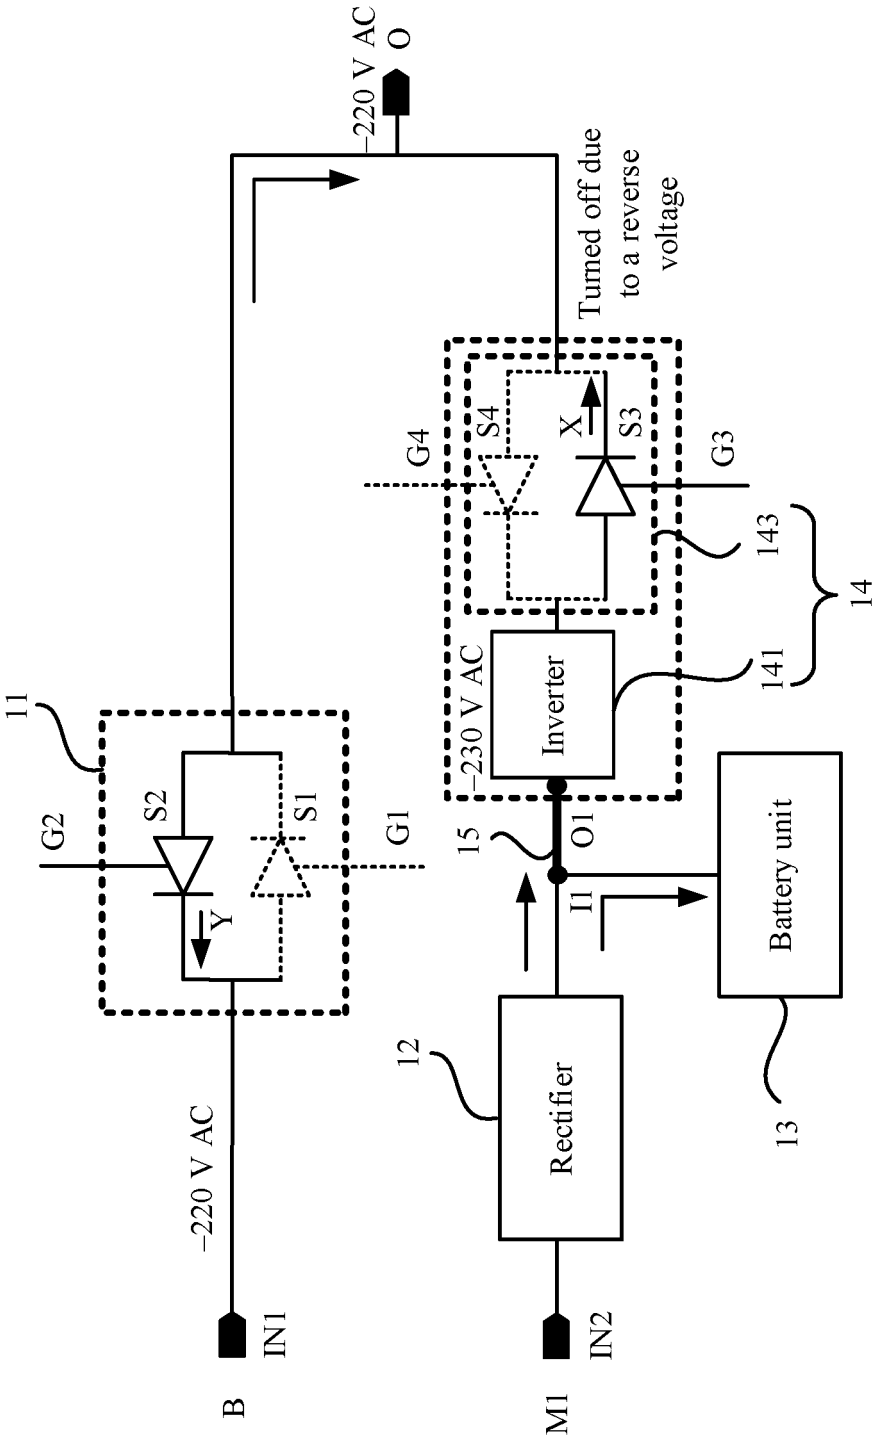 B
IN1
−220 V AC
11
G2
S2
Y
S1
G1
−220 V AC
O
M1
IN2
12
Rectifier
15
I1
O1
−230 V AC
Inverter
G4
S4
X
S3
G3
Turned off due
to a reverse
voltage
13
Battery unit
141
143
14